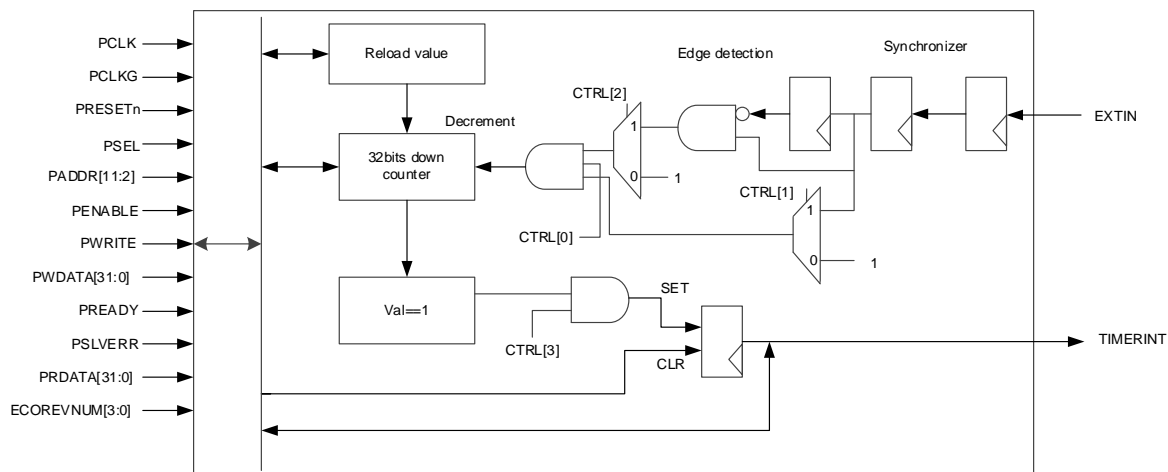 PCLK
PCLKG
PRESETn
PSEL
PADDR[11:2]
PENABLE
PWRITE
PWDATA[31:0]
PREADY
PSLVERR
PRDATA[31:0]
ECOREVNUM[3:0]
Reload value
Edge detection
Synchronizer
CTRL[2]
Decrement
EXTIN
1
32bits down
counter
0
1
CTRL[1]
1
CTRL[0]
0
1
Val==1
SET
CTRL[3]
CLR
TIMERINT